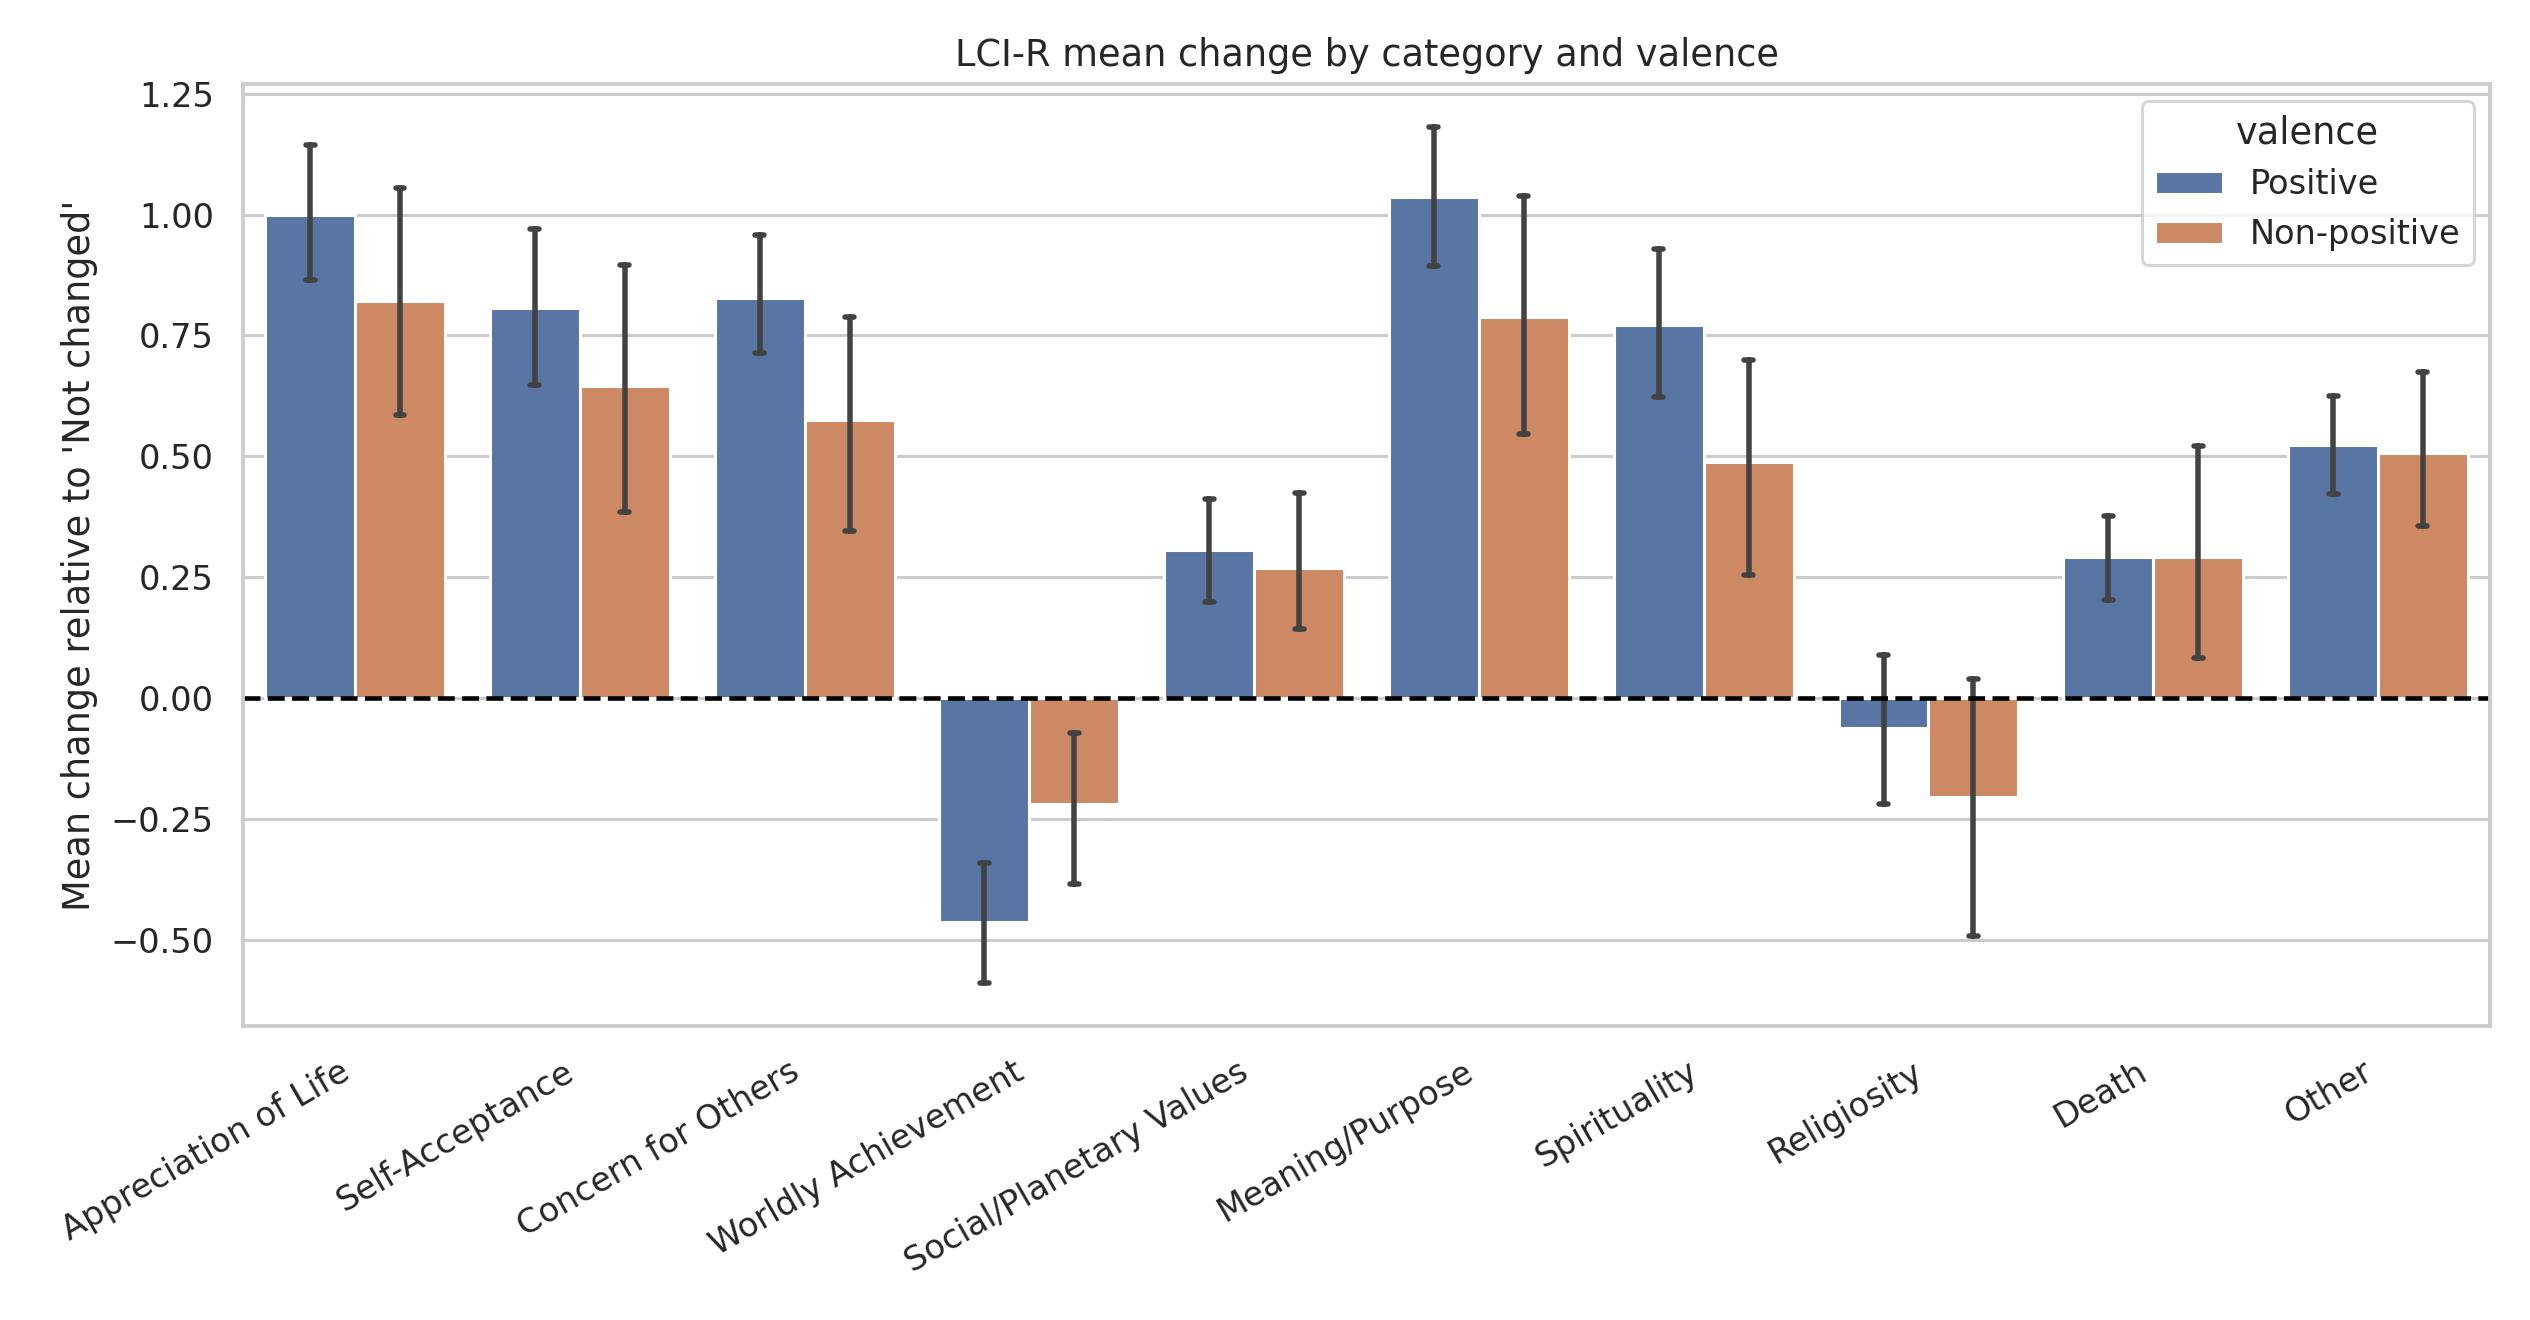 LCI-R mean change by category and valence
Mean change relative to 'Not changed'
1.25
1.00
0.75
0.50
0.25
0.00
−0.25
−0.50
valence
Positive
Non-positive
Appreciation of Life
Self-Acceptance
Concern for Others
Worldly Achievement
Social/Planetary Values
Meaning/Purpose
Spirituality
Religiosity
Death
Other